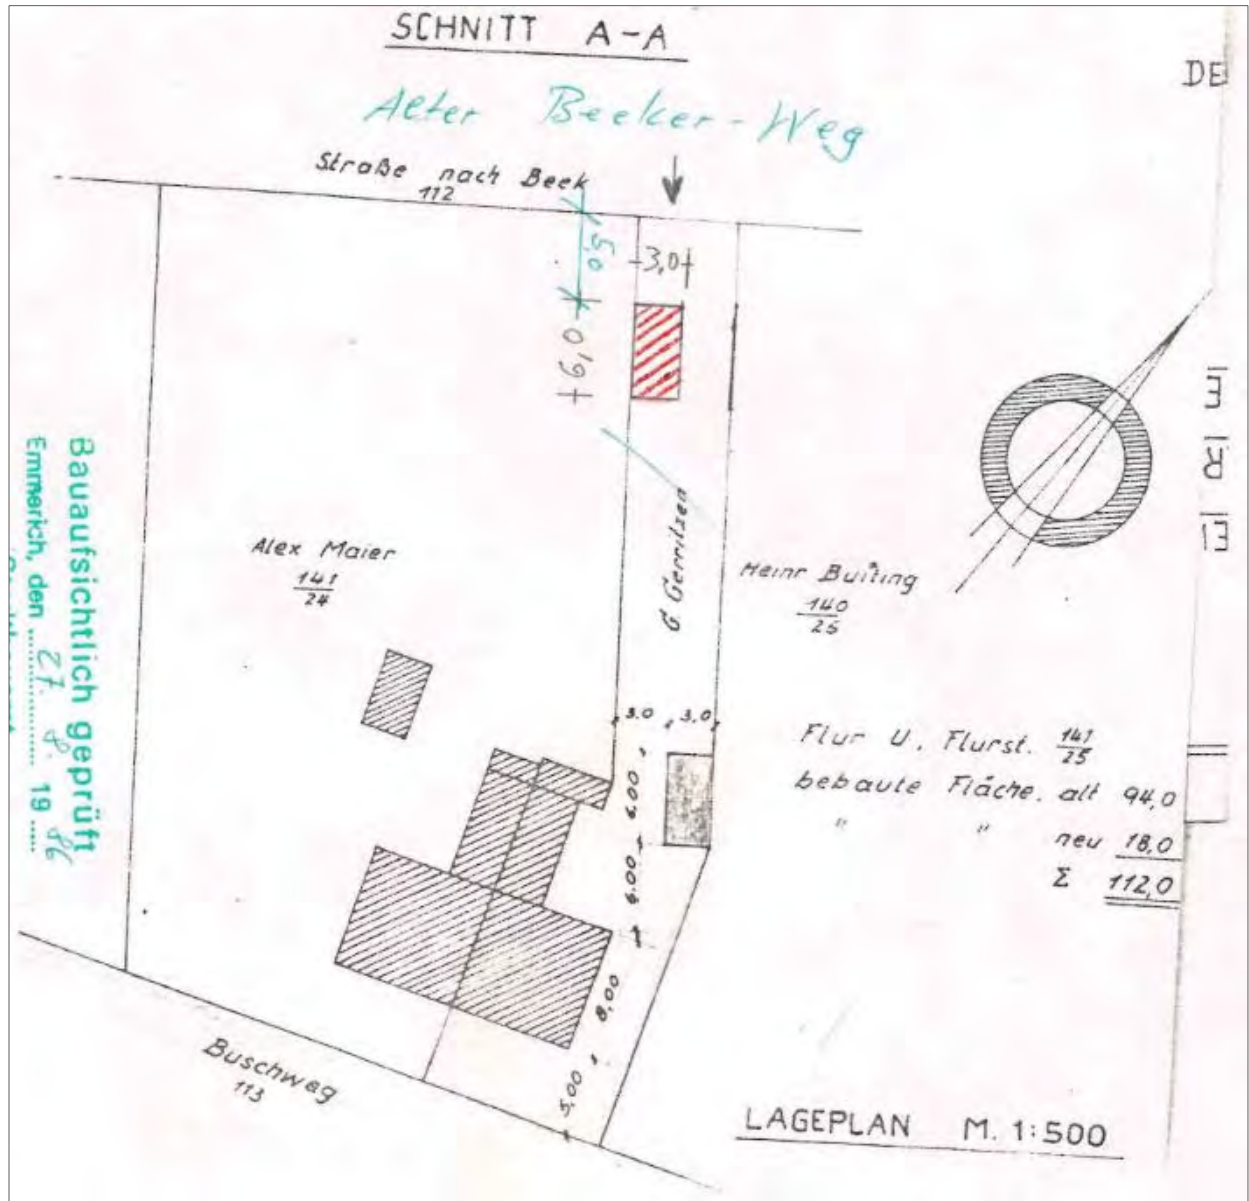 SCHNITT A-A
DE
Alter Beeker-Weg
Straße nach Beek
112
5,0
3,0
6,0
Bauaufsichtlich geprüft
Emmerich, den 27. 8. 19 86
Alex Maier
141
24
G Gerritzen
Heinr Buiting
140
25
3.0 3.0
6.00
6.00
8,00
5,00
Flur U. Flurst. 141
25
bebaute Fläche. alt 94,0
" " neu 18,0
Σ 112,0
Buschweg
113
LAGEPLAN M. 1:500